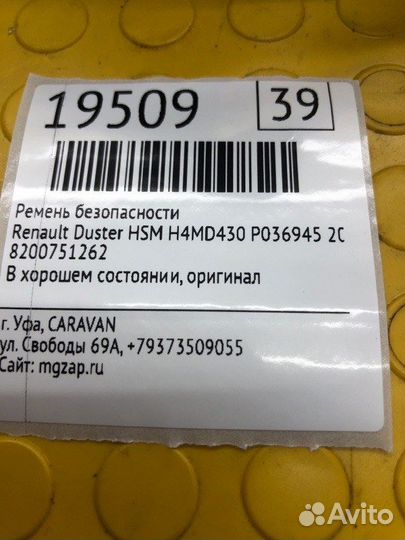 19509
39
Ремень безопасности
Renault Duster HSM H4MD430 P036945 20
8200751262
В хорошем состоянии, оригинал
г. Уфа, CARAVAN
ул. Свободы 69А, +79373509055
Сайт: mgzap.ru
Avito